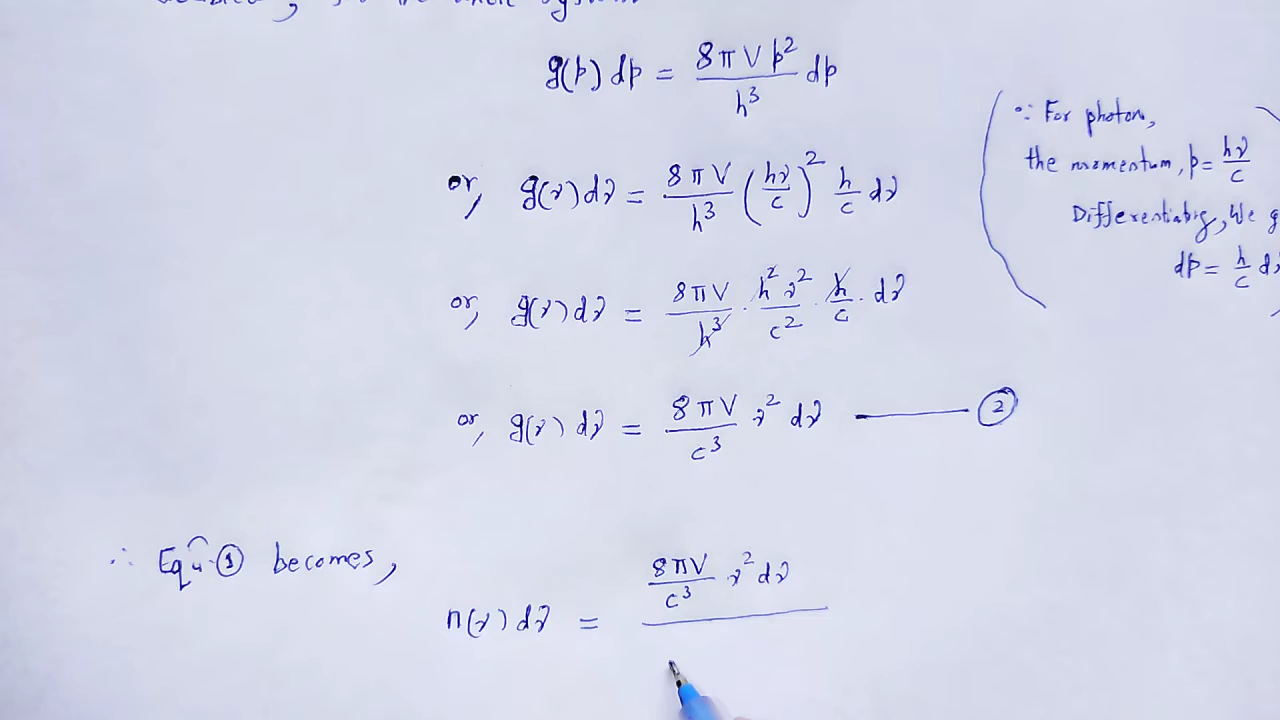 g(p) dp = 8πVp²/h³ dp
∵ For photon,
the momentum, p = hν/c
or, g(ν)dν = 8πV/h³ (hν/c)² h/c dν
Differentiating, We g
dp = h/c dν
or, g(ν)dν = 8πV/h³ · h²ν²/c² · h/c · dν
or, g(ν) dν = 8πV/c³ ν² dν —— ②
∴ Equⁿ. ① becomes,
n(ν) dν = 8πV/c³ ν² dν